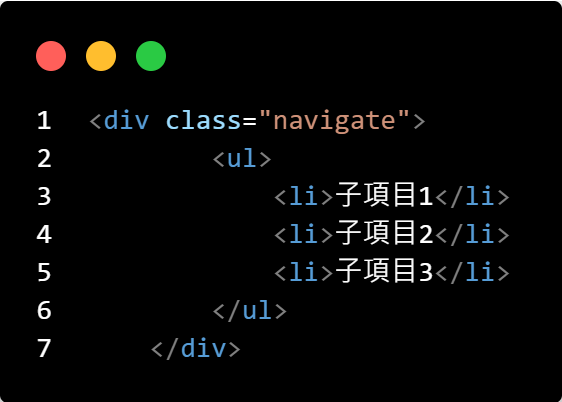 1 <div class="navigate">
2         <ul>
3             <li>子項目1</li>
4             <li>子項目2</li>
5             <li>子項目3</li>
6         </ul>
7     </div>